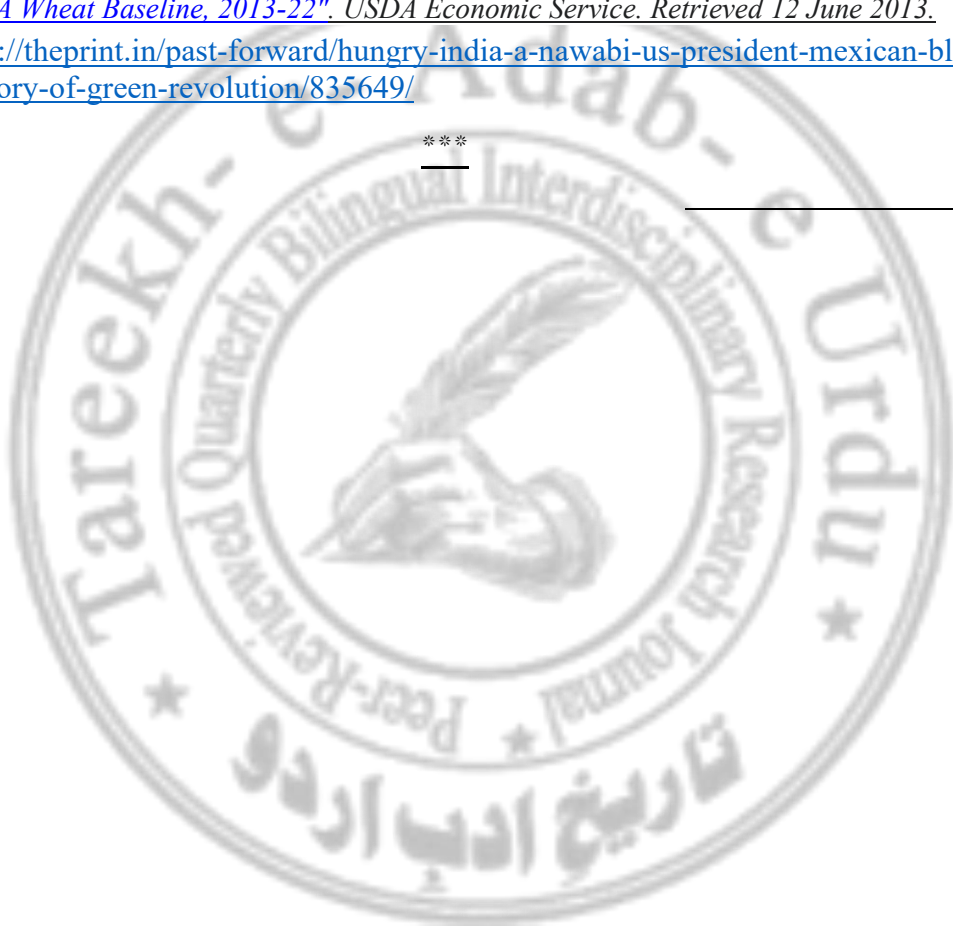 A Wheat Baseline, 2013-22". USDA Economic Service. Retrieved 12 June 2013.
://theprint.in/past-forward/hungry-india-a-nawabi-us-president-mexican-bl
ory-of-green-revolution/835649/
***
Tareekh- e Adab- e Urdu
Peer-Reviewed Quarterly Bilingual Interdisciplinary Research Journal
تاریخ ادب اردو